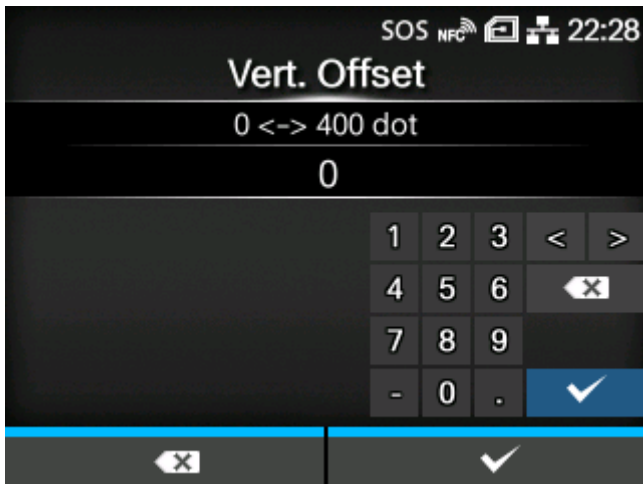 SOS NFC 22:28
Vert. Offset
0 <-> 400 dot
0
1 2 3 < >
4 5 6
7 8 9
- 0 .